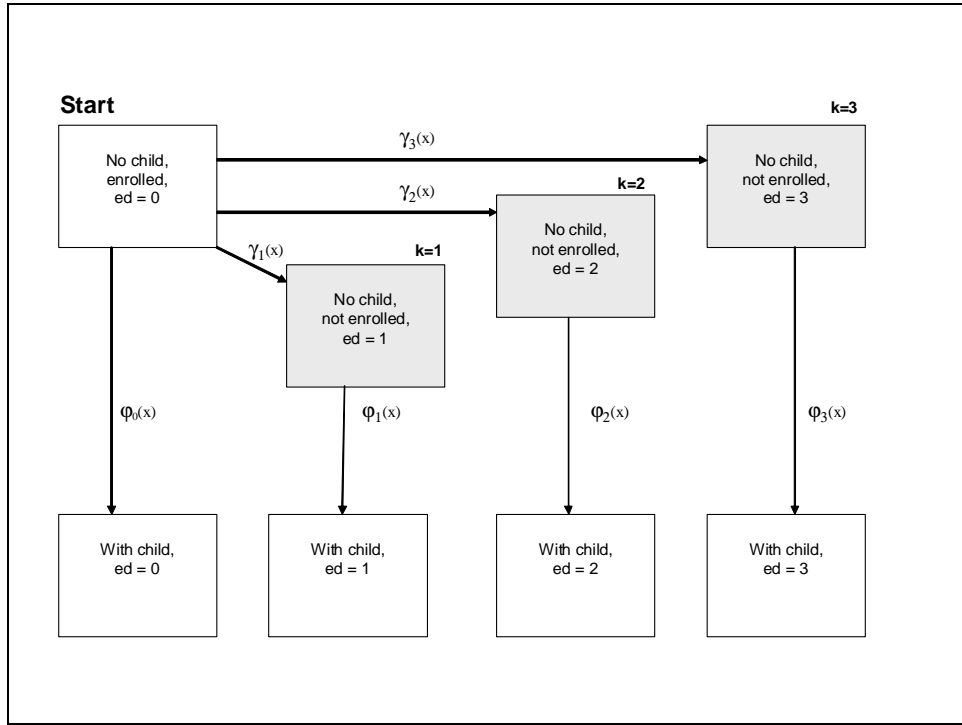 Start
k=3
No child,
enrolled,
ed = 0
γ₃(x)
No child,
not enrolled,
ed = 3
k=2
γ₂(x)
No child,
not enrolled,
ed = 2
k=1
γ₁(x)
No child,
not enrolled,
ed = 1
φ₀(x)
φ₁(x)
φ₂(x)
φ₃(x)
With child,
ed = 0
With child,
ed = 1
With child,
ed = 2
With child,
ed = 3